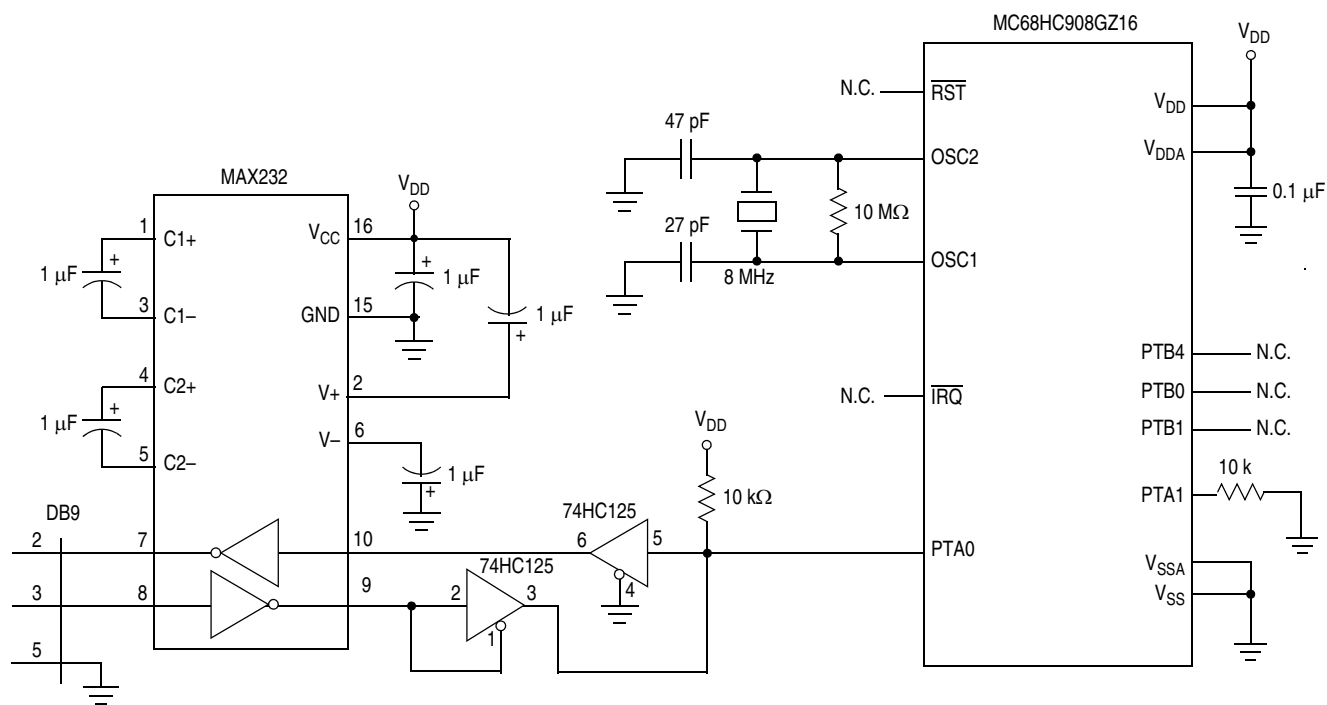 MC68HC908GZ16
VDD
N.C.
RST
VDD
47 pF
OSC2
VDDA
MAX232
10 MΩ
0.1 µF
VDD
27 pF
1
C1+
VCC
16
OSC1
8 MHz
1 µF
+
+
1 µF
3
C1–
GND
15
1 µF
+
PTB4
N.C.
4
C2+
V+
2
N.C.
IRQ
PTB0
N.C.
1 µF
+
VDD
PTB1
N.C.
V–
6
5
C2–
1 µF
+
10 k
PTA1
10 kΩ
DB9
74HC125
2
7
10
6
5
PTA0
74HC125
4
VSSA
3
8
9
2
3
VSS
1
5